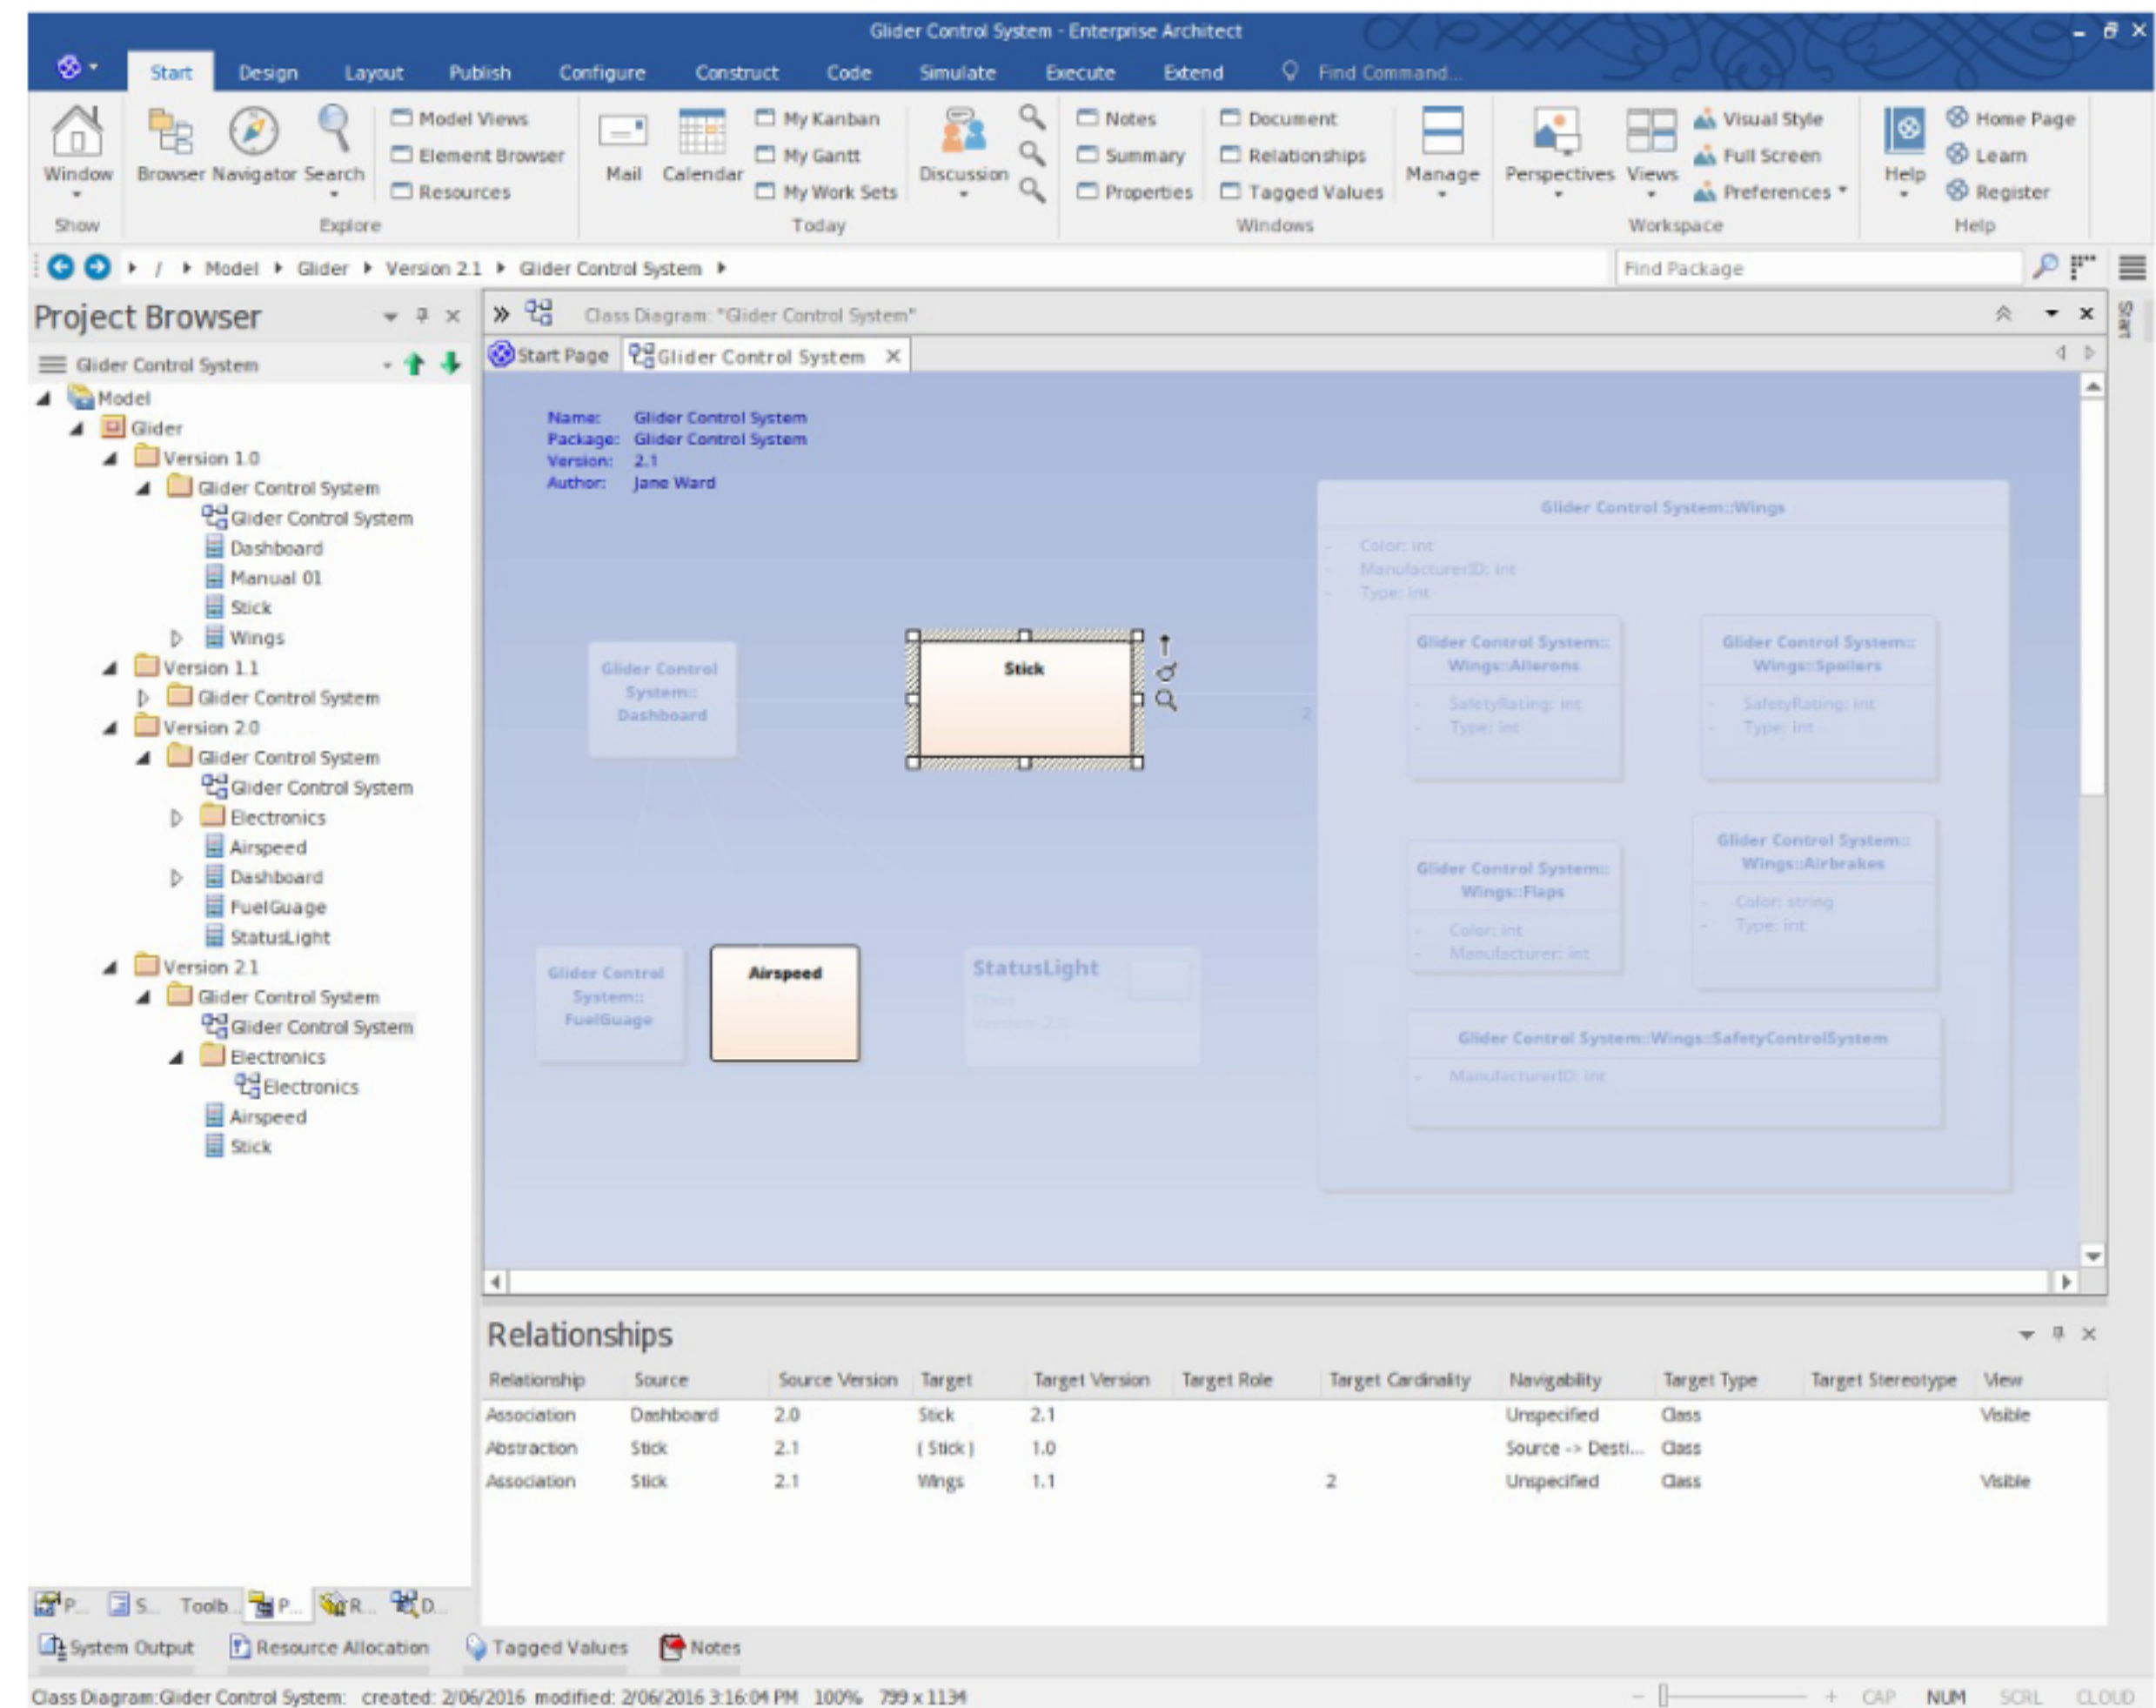 Glider Control System - Enterprise Architect
Start Design Layout Publish Configure Construct Code Simulate Execute Extend Find Command...
Model Views My Kanban Notes Document Visual Style Home Page
Element Browser My Gantt Summary Relationships Full Screen Learn
Window Browser Navigator Search Mail Calendar Discussion Manage Perspectives Views Help
Resources My Work Sets Properties Tagged Values Preferences Register
Show Explore Today Windows Workspace Help
/ Model Glider Version 2.1 Glider Control System Find Package
Project Browser
Glider Control System
Model
Glider
Version 1.0
Glider Control System
Glider Control System
Dashboard
Manual 01
Stick
Wings
Version 1.1
Glider Control System
Version 2.0
Glider Control System
Glider Control System
Electronics
Airspeed
Dashboard
FuelGuage
StatusLight
Version 2.1
Glider Control System
Glider Control System
Electronics
Electronics
Airspeed
Stick
P... S... Toolb... P... R... D...
Class Diagram: "Glider Control System"
Start
Start Page Glider Control System
Name: Glider Control System
Package: Glider Control System
Version: 2.1
Author: Jane Ward
Glider Control
System::
Dashboard
Stick
2
Glider Control
System::
FuelGuage
Airspeed
StatusLight
Class
Version: 2.0
Glider Control System::Wings
- Color: int
- ManufacturerID: int
- Type: int
Glider Control System::
Wings::Ailerons
- SafetyRating: int
- Type: int
Glider Control System::
Wings::Spoilers
- SafetyRating: int
- Type: int
Glider Control System::
Wings::Flaps
- Color: int
- Manufacturer: int
Glider Control System::
Wings::Airbrakes
- Color: string
- Type: int
Glider Control System::Wings::SafetyControlSystem
- ManufacturerID: int
Relationships
Relationship Source Source Version Target Target Version Target Role Target Cardinality Navigability Target Type Target Stereotype View
Association Dashboard 2.0 Stick 2.1 Unspecified Class Visible
Abstraction Stick 2.1 ( Stick ) 1.0 Source -> Desti... Class
Association Stick 2.1 Wings 1.1 2 Unspecified Class Visible
System Output Resource Allocation Tagged Values Notes
Class Diagram:Glider Control System: created: 2/06/2016 modified: 2/06/2016 3:16:04 PM 100% 799 x 1134 CAP NUM SCRL CLOUD